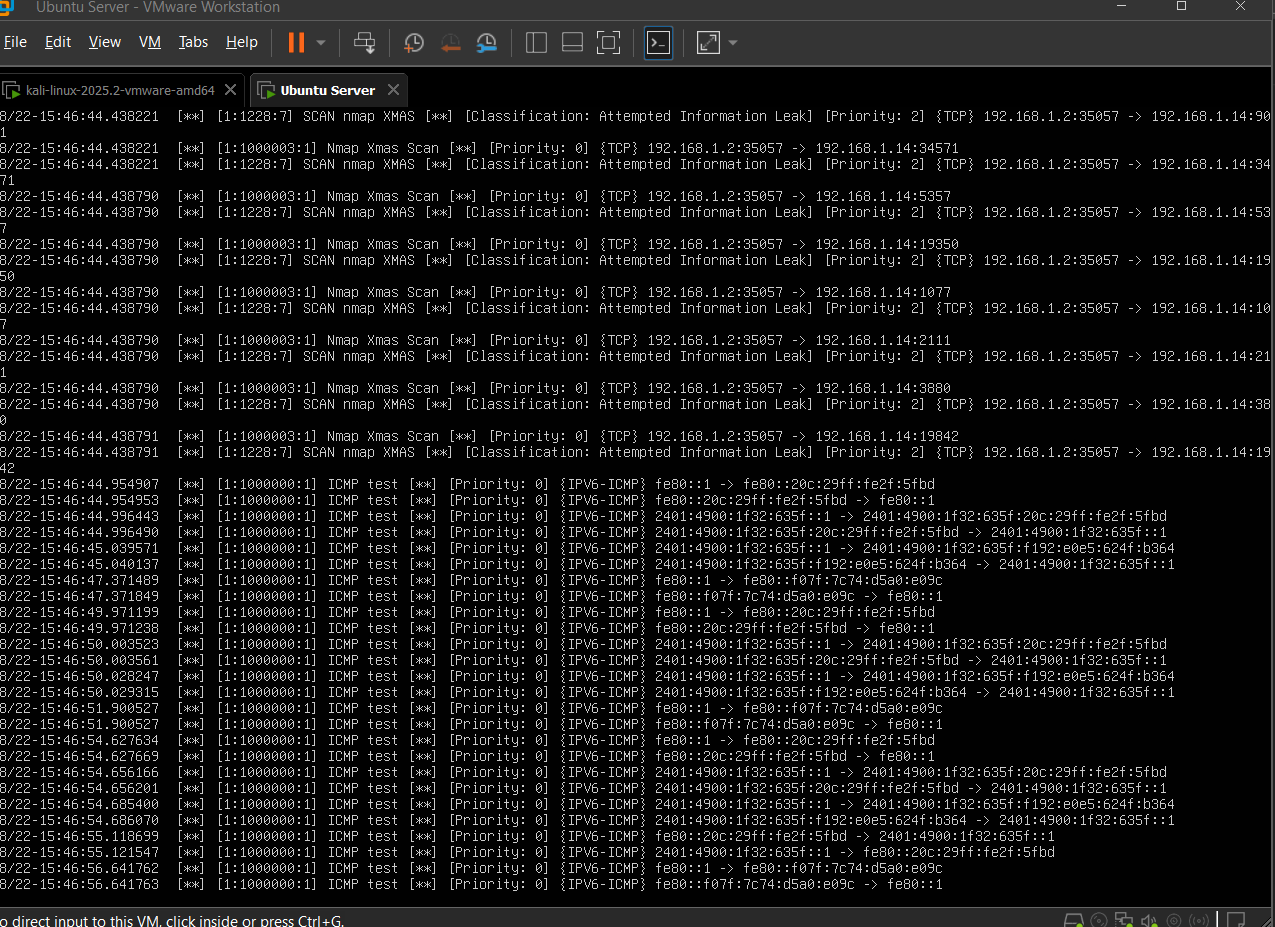 Ubuntu Server - VMware Workstation
File Edit View VM Tabs Help
kali-linux-2025.2-vmware-amd64
Ubuntu Server
8/22-15:46:44.438221 [**] [1:1228:7] SCAN nmap XMAS [**] [Classification: Attempted Information Leak] [Priority: 2] {TCP} 192.168.1.2:35057 -> 192.168.1.14:90
1
8/22-15:46:44.438221 [**] [1:1000003:1] Nmap Xmas Scan [**] [Priority: 0] {TCP} 192.168.1.2:35057 -> 192.168.1.14:34571
8/22-15:46:44.438221 [**] [1:1228:7] SCAN nmap XMAS [**] [Classification: Attempted Information Leak] [Priority: 2] {TCP} 192.168.1.2:35057 -> 192.168.1.14:34
71
8/22-15:46:44.438790 [**] [1:1000003:1] Nmap Xmas Scan [**] [Priority: 0] {TCP} 192.168.1.2:35057 -> 192.168.1.14:5357
8/22-15:46:44.438790 [**] [1:1228:7] SCAN nmap XMAS [**] [Classification: Attempted Information Leak] [Priority: 2] {TCP} 192.168.1.2:35057 -> 192.168.1.14:53
7
8/22-15:46:44.438790 [**] [1:1000003:1] Nmap Xmas Scan [**] [Priority: 0] {TCP} 192.168.1.2:35057 -> 192.168.1.14:19350
8/22-15:46:44.438790 [**] [1:1228:7] SCAN nmap XMAS [**] [Classification: Attempted Information Leak] [Priority: 2] {TCP} 192.168.1.2:35057 -> 192.168.1.14:19
50
8/22-15:46:44.438790 [**] [1:1000003:1] Nmap Xmas Scan [**] [Priority: 0] {TCP} 192.168.1.2:35057 -> 192.168.1.14:1077
8/22-15:46:44.438790 [**] [1:1228:7] SCAN nmap XMAS [**] [Classification: Attempted Information Leak] [Priority: 2] {TCP} 192.168.1.2:35057 -> 192.168.1.14:10
7
8/22-15:46:44.438790 [**] [1:1000003:1] Nmap Xmas Scan [**] [Priority: 0] {TCP} 192.168.1.2:35057 -> 192.168.1.14:2111
8/22-15:46:44.438790 [**] [1:1228:7] SCAN nmap XMAS [**] [Classification: Attempted Information Leak] [Priority: 2] {TCP} 192.168.1.2:35057 -> 192.168.1.14:21
1
8/22-15:46:44.438790 [**] [1:1000003:1] Nmap Xmas Scan [**] [Priority: 0] {TCP} 192.168.1.2:35057 -> 192.168.1.14:3880
8/22-15:46:44.438790 [**] [1:1228:7] SCAN nmap XMAS [**] [Classification: Attempted Information Leak] [Priority: 2] {TCP} 192.168.1.2:35057 -> 192.168.1.14:38
0
8/22-15:46:44.438791 [**] [1:1000003:1] Nmap Xmas Scan [**] [Priority: 0] {TCP} 192.168.1.2:35057 -> 192.168.1.14:19842
8/22-15:46:44.438791 [**] [1:1228:7] SCAN nmap XMAS [**] [Classification: Attempted Information Leak] [Priority: 2] {TCP} 192.168.1.2:35057 -> 192.168.1.14:19
42
8/22-15:46:44.954907 [**] [1:1000000:1] ICMP test [**] [Priority: 0] {IPV6-ICMP} fe80::1 -> fe80::20c:29ff:fe2f:5fbd
8/22-15:46:44.954953 [**] [1:1000000:1] ICMP test [**] [Priority: 0] {IPV6-ICMP} fe80::20c:29ff:fe2f:5fbd -> fe80::1
8/22-15:46:44.996443 [**] [1:1000000:1] ICMP test [**] [Priority: 0] {IPV6-ICMP} 2401:4900:1f32:635f::1 -> 2401:4900:1f32:635f:20c:29ff:fe2f:5fbd
8/22-15:46:44.996490 [**] [1:1000000:1] ICMP test [**] [Priority: 0] {IPV6-ICMP} 2401:4900:1f32:635f:20c:29ff:fe2f:5fbd -> 2401:4900:1f32:635f::1
8/22-15:46:45.039571 [**] [1:1000000:1] ICMP test [**] [Priority: 0] {IPV6-ICMP} 2401:4900:1f32:635f::1 -> 2401:4900:1f32:635f:f192:e0e5:624f:b364
8/22-15:46:45.040137 [**] [1:1000000:1] ICMP test [**] [Priority: 0] {IPV6-ICMP} 2401:4900:1f32:635f:f192:e0e5:624f:b364 -> 2401:4900:1f32:635f::1
8/22-15:46:47.371489 [**] [1:1000000:1] ICMP test [**] [Priority: 0] {IPV6-ICMP} fe80::1 -> fe80::f07f:7c74:d5a0:e09c
8/22-15:46:47.371849 [**] [1:1000000:1] ICMP test [**] [Priority: 0] {IPV6-ICMP} fe80::f07f:7c74:d5a0:e09c -> fe80::1
8/22-15:46:49.971199 [**] [1:1000000:1] ICMP test [**] [Priority: 0] {IPV6-ICMP} fe80::1 -> fe80::20c:29ff:fe2f:5fbd
8/22-15:46:49.971238 [**] [1:1000000:1] ICMP test [**] [Priority: 0] {IPV6-ICMP} fe80::20c:29ff:fe2f:5fbd -> fe80::1
8/22-15:46:50.003523 [**] [1:1000000:1] ICMP test [**] [Priority: 0] {IPV6-ICMP} 2401:4900:1f32:635f::1 -> 2401:4900:1f32:635f:20c:29ff:fe2f:5fbd
8/22-15:46:50.003561 [**] [1:1000000:1] ICMP test [**] [Priority: 0] {IPV6-ICMP} 2401:4900:1f32:635f:20c:29ff:fe2f:5fbd -> 2401:4900:1f32:635f::1
8/22-15:46:50.028247 [**] [1:1000000:1] ICMP test [**] [Priority: 0] {IPV6-ICMP} 2401:4900:1f32:635f::1 -> 2401:4900:1f32:635f:f192:e0e5:624f:b364
8/22-15:46:50.029315 [**] [1:1000000:1] ICMP test [**] [Priority: 0] {IPV6-ICMP} 2401:4900:1f32:635f:f192:e0e5:624f:b364 -> 2401:4900:1f32:635f::1
8/22-15:46:51.900527 [**] [1:1000000:1] ICMP test [**] [Priority: 0] {IPV6-ICMP} fe80::1 -> fe80::f07f:7c74:d5a0:e09c
8/22-15:46:51.900527 [**] [1:1000000:1] ICMP test [**] [Priority: 0] {IPV6-ICMP} fe80::f07f:7c74:d5a0:e09c -> fe80::1
8/22-15:46:54.627634 [**] [1:1000000:1] ICMP test [**] [Priority: 0] {IPV6-ICMP} fe80::1 -> fe80::20c:29ff:fe2f:5fbd
8/22-15:46:54.627669 [**] [1:1000000:1] ICMP test [**] [Priority: 0] {IPV6-ICMP} fe80::20c:29ff:fe2f:5fbd -> fe80::1
8/22-15:46:54.656166 [**] [1:1000000:1] ICMP test [**] [Priority: 0] {IPV6-ICMP} 2401:4900:1f32:635f::1 -> 2401:4900:1f32:635f:20c:29ff:fe2f:5fbd
8/22-15:46:54.656201 [**] [1:1000000:1] ICMP test [**] [Priority: 0] {IPV6-ICMP} 2401:4900:1f32:635f:20c:29ff:fe2f:5fbd -> 2401:4900:1f32:635f::1
8/22-15:46:54.685400 [**] [1:1000000:1] ICMP test [**] [Priority: 0] {IPV6-ICMP} 2401:4900:1f32:635f::1 -> 2401:4900:1f32:635f:f192:e0e5:624f:b364
8/22-15:46:54.686070 [**] [1:1000000:1] ICMP test [**] [Priority: 0] {IPV6-ICMP} 2401:4900:1f32:635f:f192:e0e5:624f:b364 -> 2401:4900:1f32:635f::1
8/22-15:46:55.118699 [**] [1:1000000:1] ICMP test [**] [Priority: 0] {IPV6-ICMP} fe80::20c:29ff:fe2f:5fbd -> 2401:4900:1f32:635f::1
8/22-15:46:55.121547 [**] [1:1000000:1] ICMP test [**] [Priority: 0] {IPV6-ICMP} 2401:4900:1f32:635f::1 -> fe80::20c:29ff:fe2f:5fbd
8/22-15:46:56.641762 [**] [1:1000000:1] ICMP test [**] [Priority: 0] {IPV6-ICMP} fe80::1 -> fe80::f07f:7c74:d5a0:e09c
8/22-15:46:56.641763 [**] [1:1000000:1] ICMP test [**] [Priority: 0] {IPV6-ICMP} fe80::f07f:7c74:d5a0:e09c -> fe80::1
o direct input to this VM, click inside or press Ctrl+G.